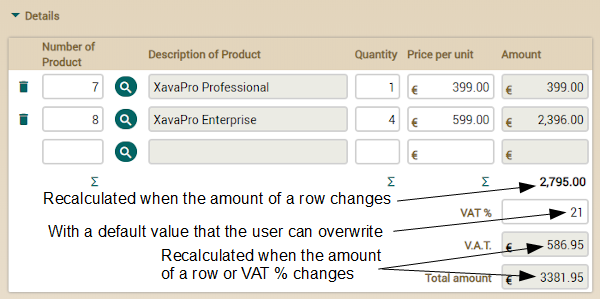 Details
Number of
Product Description of Product Quantity Price per unit Amount
7 XavaPro Professional 1 € 399.00 € 399.00
8 XavaPro Enterprise 4 € 599.00 € 2,396.00
€ €
Σ Σ Σ 2,795.00
Recalculated when the amount of a row changes
VAT % 21
With a default value that the user can overwrite
V.A.T. € 586.95
Recalculated when the amount
of a row or VAT % changes
Total amount € 3381.95